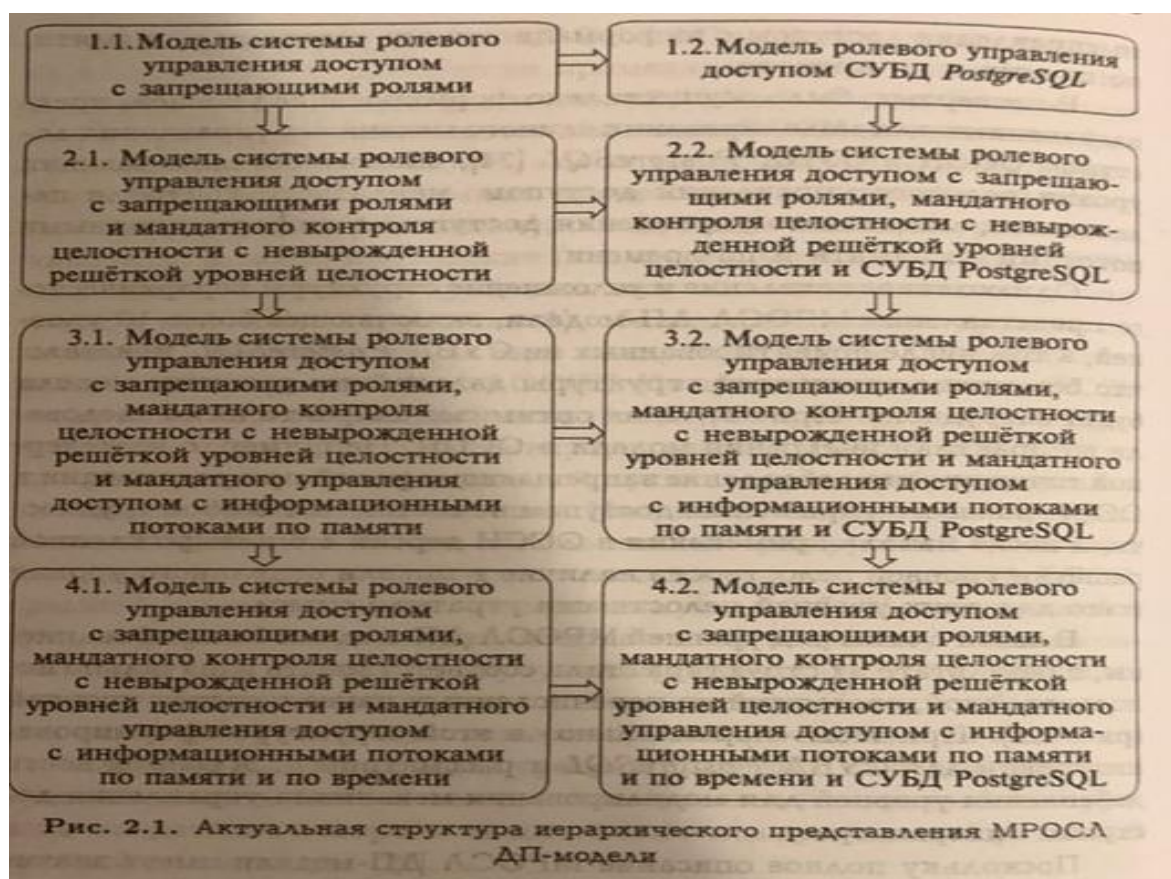 1.1. Модель системы ролевого
управления доступом
с запрещающими ролями
1.2. Модель ролевого управления
доступом СУБД PostgreSQL
2.1. Модель системы ролевого
управления доступом
с запрещающими ролями
и мандатного контроля
целостности с невырожденной
решёткой уровней целостности
2.2. Модель системы ролевого
управления доступом с запрещаю-
щими ролями, мандатного
контроля целостности с невырож-
денной решёткой уровней
целостности и СУБД PostgreSQL
3.1. Модель системы ролевого
управления доступом
с запрещающими ролями,
мандатного контроля
целостности с невырожденной
решёткой уровней целостности
и мандатного управления
доступом с информационными
потоками по памяти
3.2. Модель системы ролевого
управления доступом
с запрещающими ролями,
мандатного контроля целостности
с невырожденной решёткой
уровней целостности и мандатного
управления доступом
с информационными потоками
по памяти и СУБД PostgreSQL
4.1. Модель системы ролевого
управления доступом
с запрещающими ролями,
мандатного контроля целостности
с невырожденной решёткой
уровней целостности и мандатного
управления доступом
с информационными потоками
по памяти и по времени
4.2. Модель системы ролевого
управления доступом
с запрещающими ролями,
мандатного контроля целостности
с невырожденной решёткой
уровней целостности и мандатного
управления доступом с информа-
ционными потоками по памяти
и по времени и СУБД PostgreSQL
Рис. 2.1. Актуальная структура иерархического представления МРОСЛ
ДП-модели